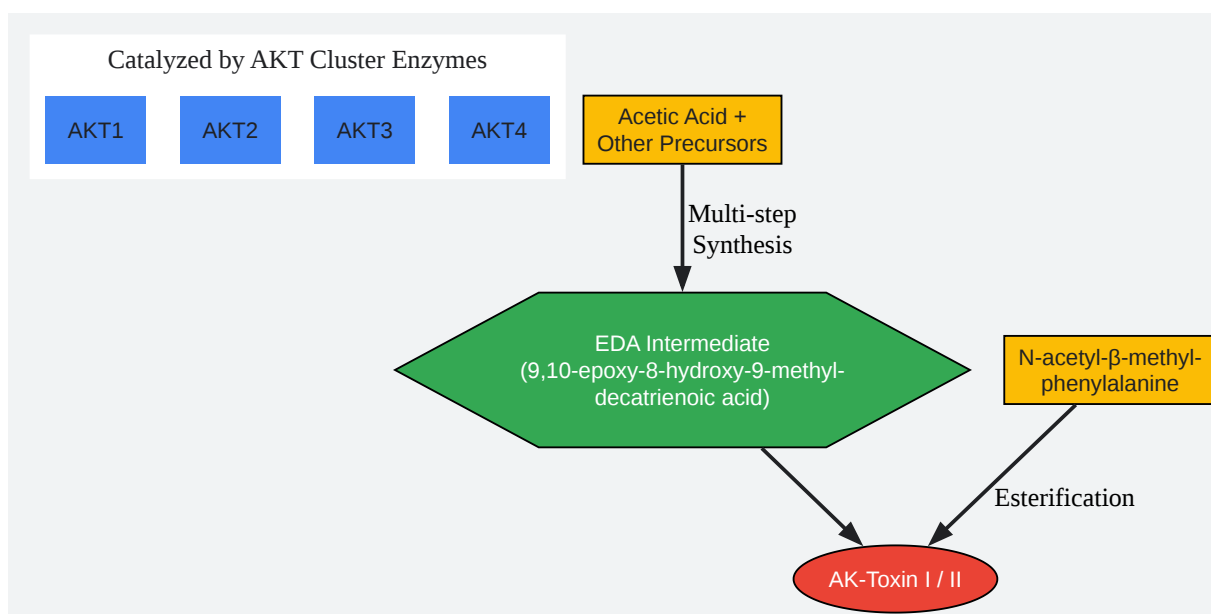 Catalyzed by AKT Cluster Enzymes
AKT1
AKT2
AKT3
AKT4
Acetic Acid +
Other Precursors
Multi-step
Synthesis
EDA Intermediate
(9,10-epoxy-8-hydroxy-9-methyl-
decatrienoic acid)
N-acetyl-β-methyl-
phenylalanine
Esterification
AK-Toxin I / II